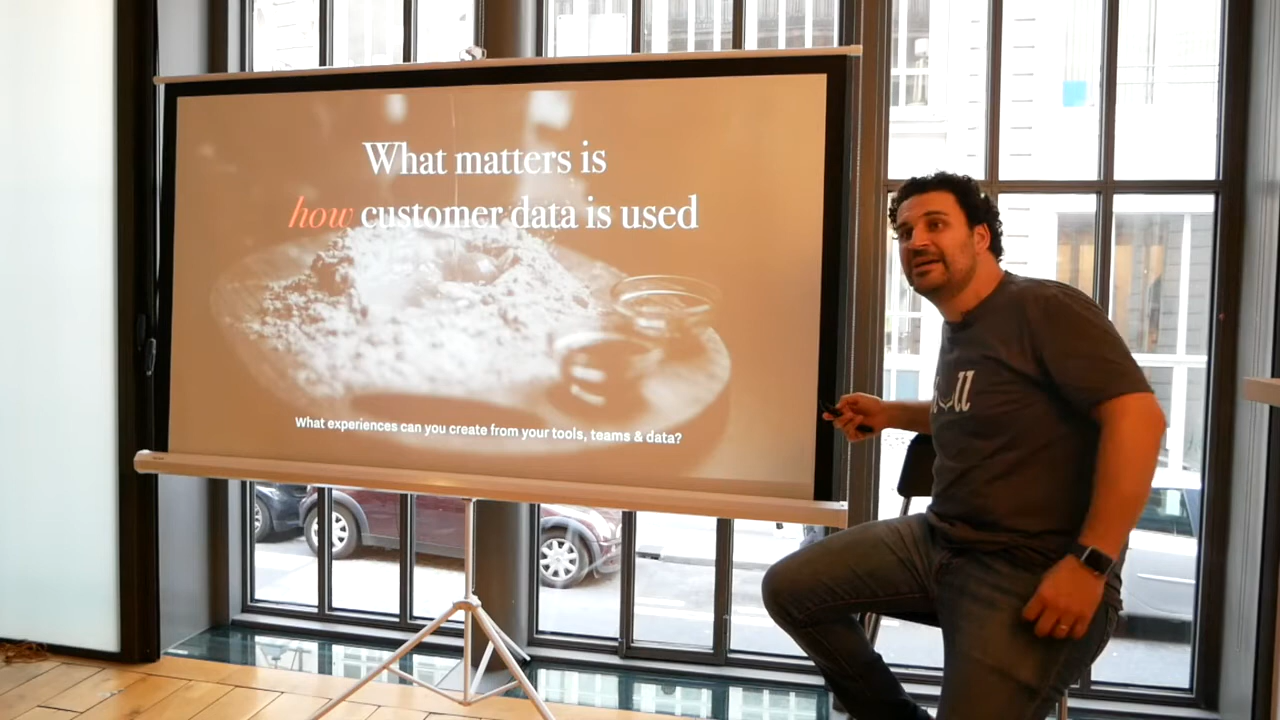 What matters is
how customer data is used
What experiences can you create from your tools, teams & data?